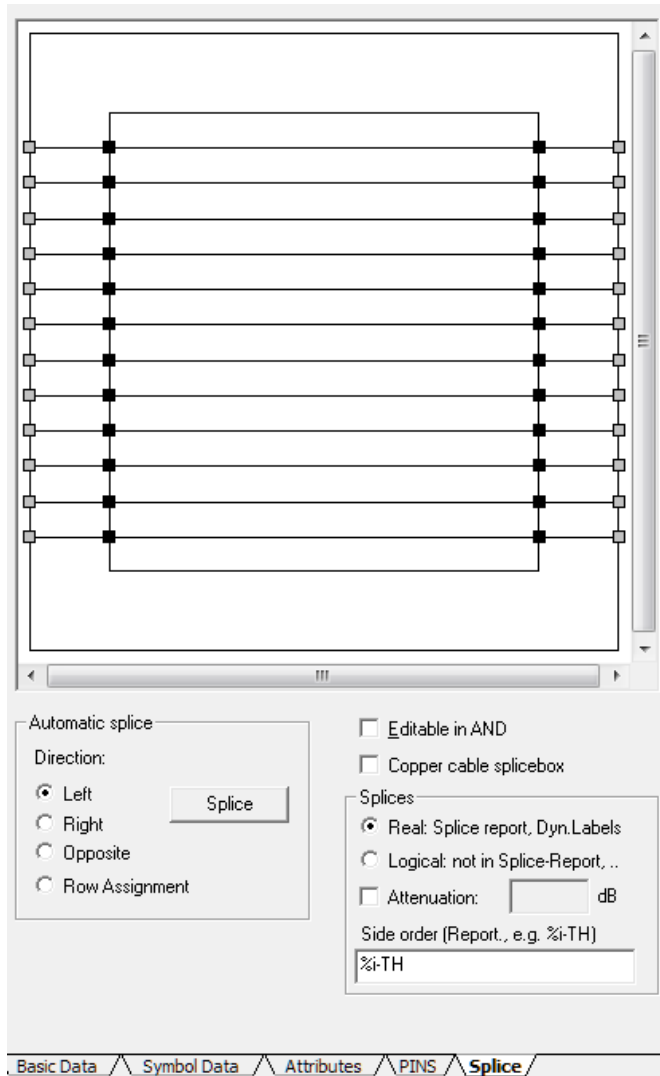 Automatic splice
Direction:
Left
Right
Opposite
Row Assignment
Splice
Editable in AND
Copper cable splicebox
Splices
Real: Splice report, Dyn.Labels
Logical: not in Splice-Report, ..
Attenuation: dB
Side order (Report., e.g. %i-TH)
%i-TH
Basic Data Symbol Data Attributes PINS Splice